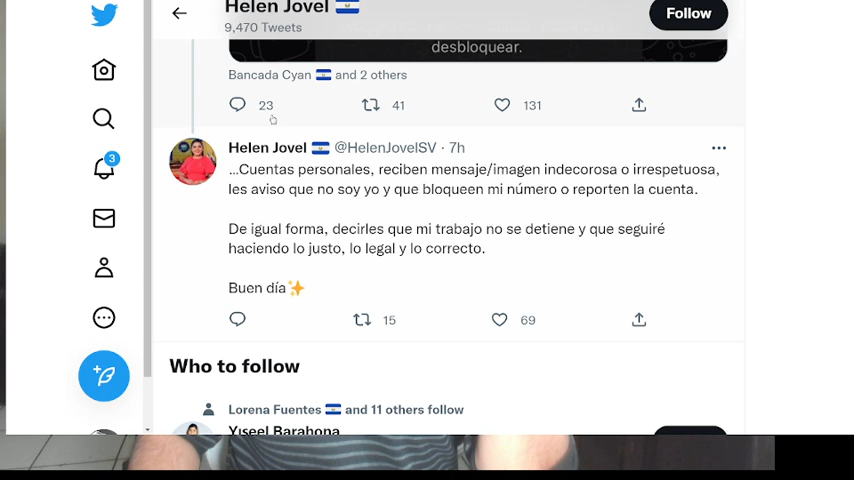 Helen Jovel
9,470 Tweets
Follow
desbloquear.
Bancada Cyan and 2 others
23 41 131
Helen Jovel @HelenJovelSV · 7h
...Cuentas personales, reciben mensaje/imagen indecorosa o irrespetuosa,
les aviso que no soy yo y que bloqueen mi número o reporten la cuenta.
De igual forma, decirles que mi trabajo no se detiene y que seguiré
haciendo lo justo, lo legal y lo correcto.
Buen día✨
15 69
Who to follow
Lorena Fuentes and 11 others follow
Yiseel Barahona
3